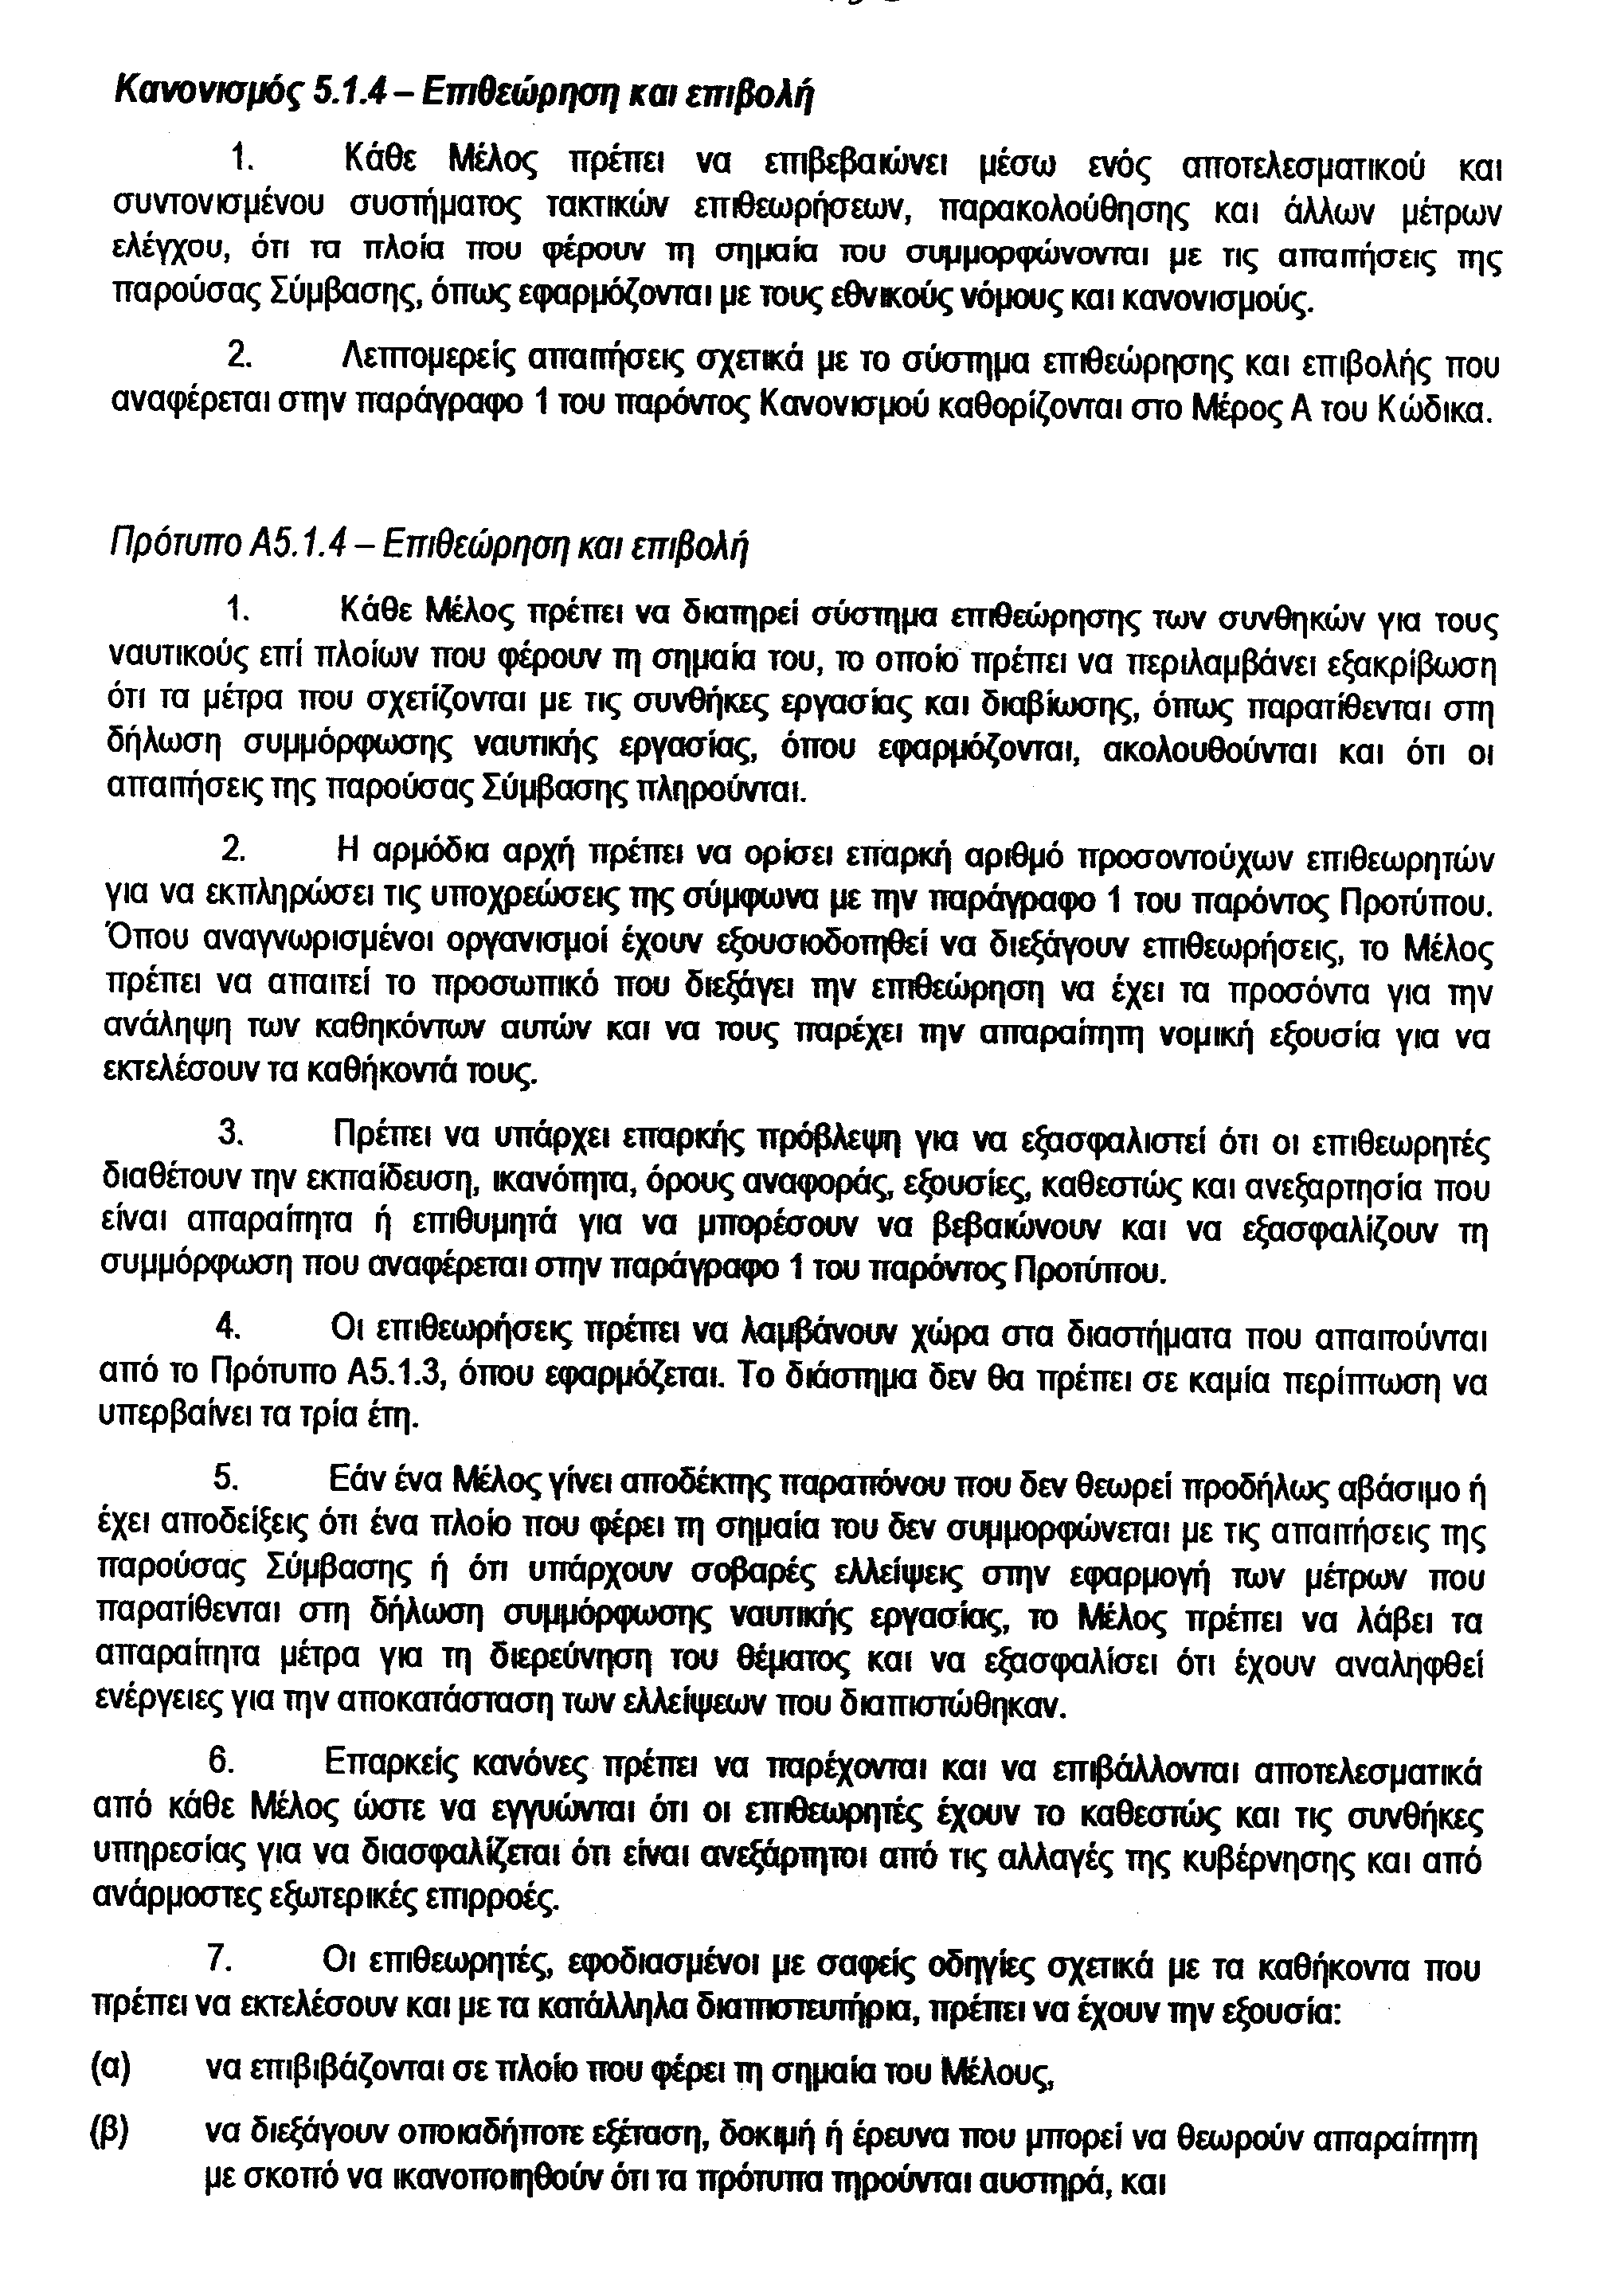 Κανονισμός 5.1.4 – Επιθεώρηση και επιβολή
1. Κάθε Μέλος πρέπει να επιβεβαιώνει μέσω ενός αποτελεσματικού και
συντονισμένου συστήματος τακτικών επιθεωρήσεων, παρακολούθησης και άλλων μέτρων
ελέγχου, ότι τα πλοία που φέρουν τη σημαία του συμμορφώνονται με τις απαιτήσεις της
παρούσας Σύμβασης, όπως εφαρμόζονται με τους εθνικούς νόμους και κανονισμούς.
2. Λεπτομερείς απαιτήσεις σχετικά με το σύστημα επιθεώρησης και επιβολής που
αναφέρεται στην παράγραφο 1 του παρόντος Κανονισμού καθορίζονται στο Μέρος Α του Κώδικα.
Πρότυπο Α5.1.4 – Επιθεώρηση και επιβολή
1. Κάθε Μέλος πρέπει να διατηρεί σύστημα επιθεώρησης των συνθηκών για τους
ναυτικούς επί πλοίων που φέρουν τη σημαία του, το οποίο πρέπει να περιλαμβάνει εξακρίβωση
ότι τα μέτρα που σχετίζονται με τις συνθήκες εργασίας και διαβίωσης, όπως παρατίθενται στη
δήλωση συμμόρφωσης ναυτικής εργασίας, όπου εφαρμόζονται, ακολουθούνται και ότι οι
απαιτήσεις της παρούσας Σύμβασης πληρούνται.
2. Η αρμόδια αρχή πρέπει να ορίσει επαρκή αριθμό προσοντούχων επιθεωρητών
για να εκπληρώσει τις υποχρεώσεις της σύμφωνα με την παράγραφο 1 του παρόντος Προτύπου.
Όπου αναγνωρισμένοι οργανισμοί έχουν εξουσιοδοτηθεί να διεξάγουν επιθεωρήσεις, το Μέλος
πρέπει να απαιτεί το προσωπικό που διεξάγει την επιθεώρηση να έχει τα προσόντα για την
ανάληψη των καθηκόντων αυτών και να τους παρέχει την απαραίτητη νομική εξουσία για να
εκτελέσουν τα καθήκοντά τους.
3. Πρέπει να υπάρχει επαρκής πρόβλεψη για να εξασφαλιστεί ότι οι επιθεωρητές
διαθέτουν την εκπαίδευση, ικανότητα, όρους αναφοράς, εξουσίες, καθεστώς και ανεξαρτησία που
είναι απαραίτητα ή επιθυμητά για να μπορέσουν να βεβαιώνουν και να εξασφαλίζουν τη
συμμόρφωση που αναφέρεται στην παράγραφο 1 του παρόντος Προτύπου.
4. Οι επιθεωρήσεις πρέπει να λαμβάνουν χώρα στα διαστήματα που απαιτούνται
από το Πρότυπο Α5.1.3, όπου εφαρμόζεται. Το διάστημα δεν θα πρέπει σε καμία περίπτωση να
υπερβαίνει τα τρία έτη.
5. Εάν ένα Μέλος γίνει αποδέκτης παραπόνου που δεν θεωρεί προδήλως αβάσιμο ή
έχει αποδείξεις ότι ένα πλοίο που φέρει τη σημαία του δεν συμμορφώνεται με τις απαιτήσεις της
παρούσας Σύμβασης ή ότι υπάρχουν σοβαρές ελλείψεις στην εφαρμογή των μέτρων που
παρατίθενται στη δήλωση συμμόρφωσης ναυτικής εργασίας, το Μέλος πρέπει να λάβει τα
απαραίτητα μέτρα για τη διερεύνηση του θέματος και να εξασφαλίσει ότι έχουν αναληφθεί
ενέργειες για την αποκατάσταση των ελλείψεων που διαπιστώθηκαν.
6. Επαρκείς κανόνες πρέπει να παρέχονται και να επιβάλλονται αποτελεσματικά
από κάθε Μέλος ώστε να εγγυώνται ότι οι επιθεωρητές έχουν το καθεστώς και τις συνθήκες
υπηρεσίας για να διασφαλίζεται ότι είναι ανεξάρτητοι από τις αλλαγές της κυβέρνησης και από
ανάρμοστες εξωτερικές επιρροές.
7. Οι επιθεωρητές, εφοδιασμένοι με σαφείς οδηγίες σχετικά με τα καθήκοντα που
πρέπει να εκτελέσουν και με τα κατάλληλα διαπιστευτήρια, πρέπει να έχουν την εξουσία:
(α) να επιβιβάζονται σε πλοίο που φέρει τη σημαία του Μέλους,
(β) να διεξάγουν οποιαδήποτε εξέταση, δοκιμή ή έρευνα που μπορεί να θεωρούν απαραίτητη
με σκοπό να ικανοποιηθούν ότι τα πρότυπα τηρούνται αυστηρά, και